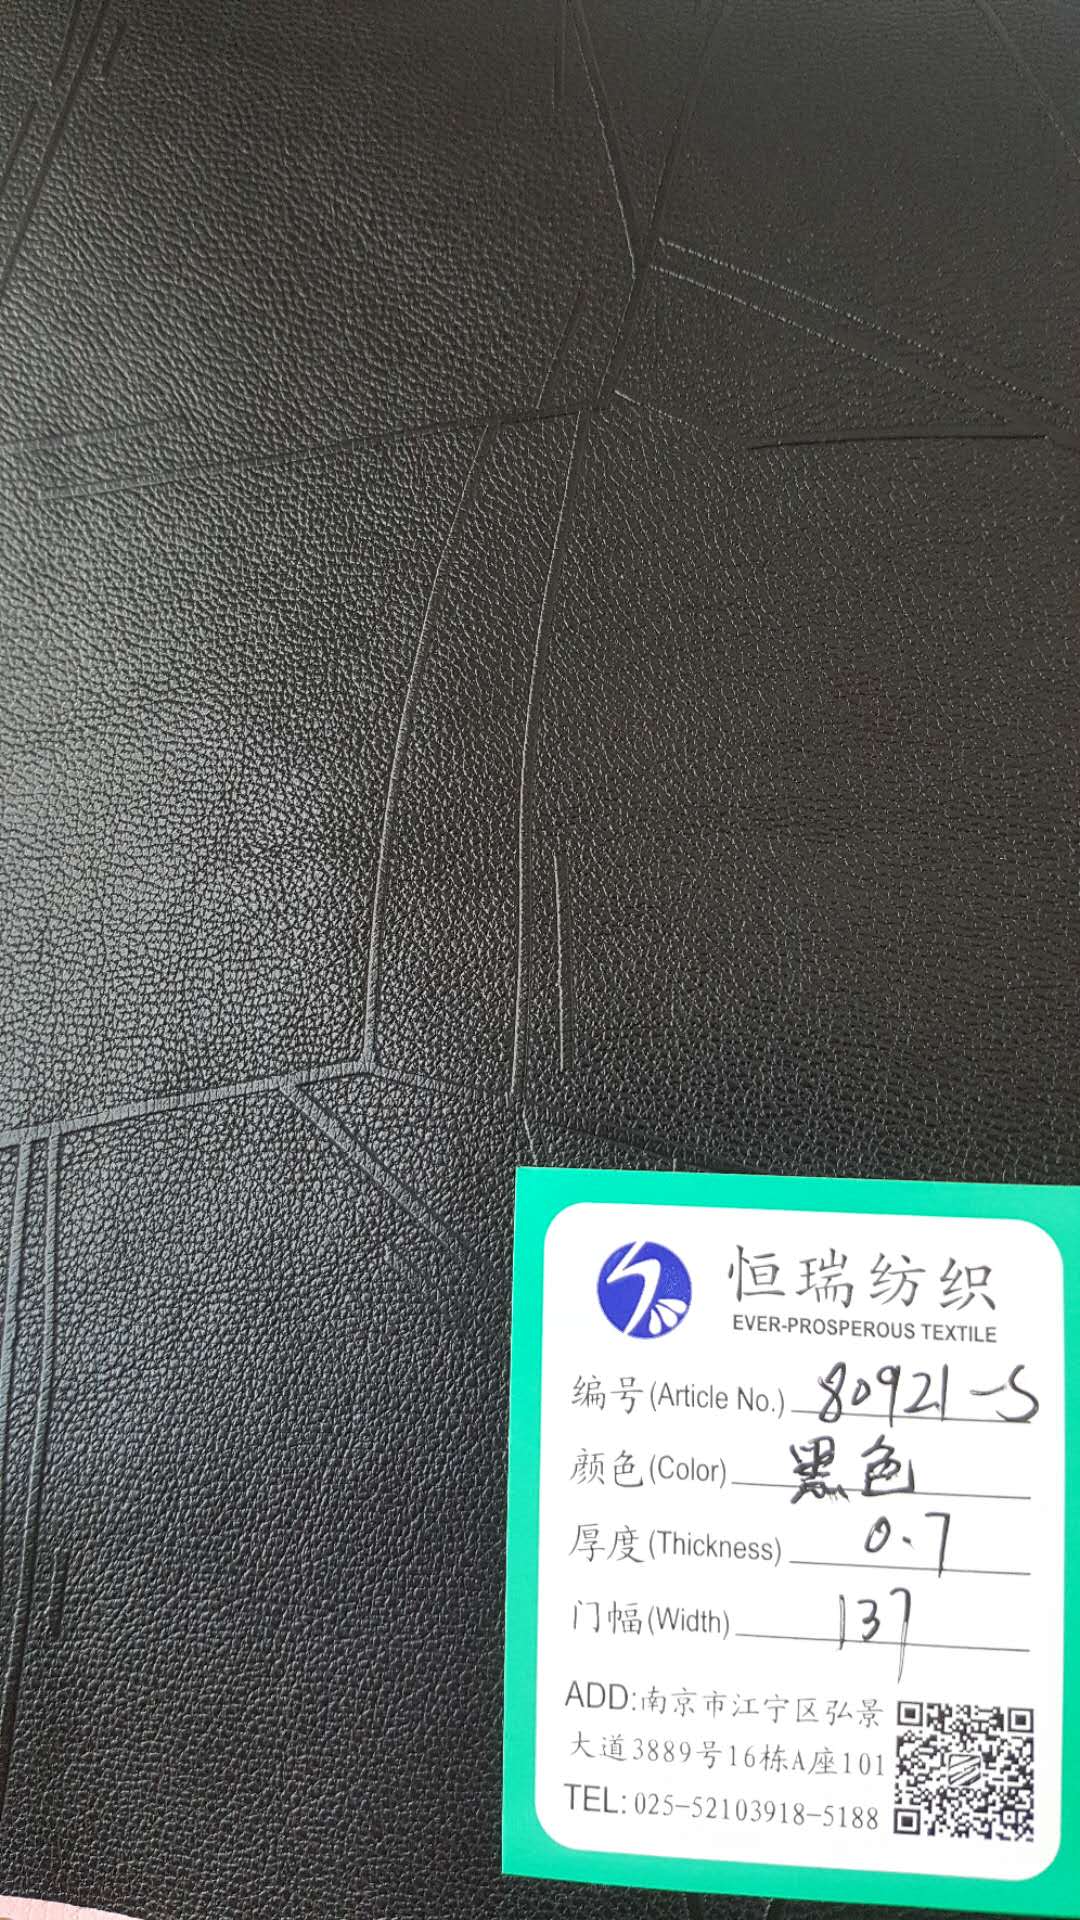 恒瑞纺织
EVER-PROSPEROUS TEXTILE
编号(Article No.) 80921-S
颜色(Color) 黑色
厚度(Thickness) 0.7
门幅(Width) 137
ADD:南京市江宁区弘景
大道3889号16栋A座101
TEL: 025-52103918-5188